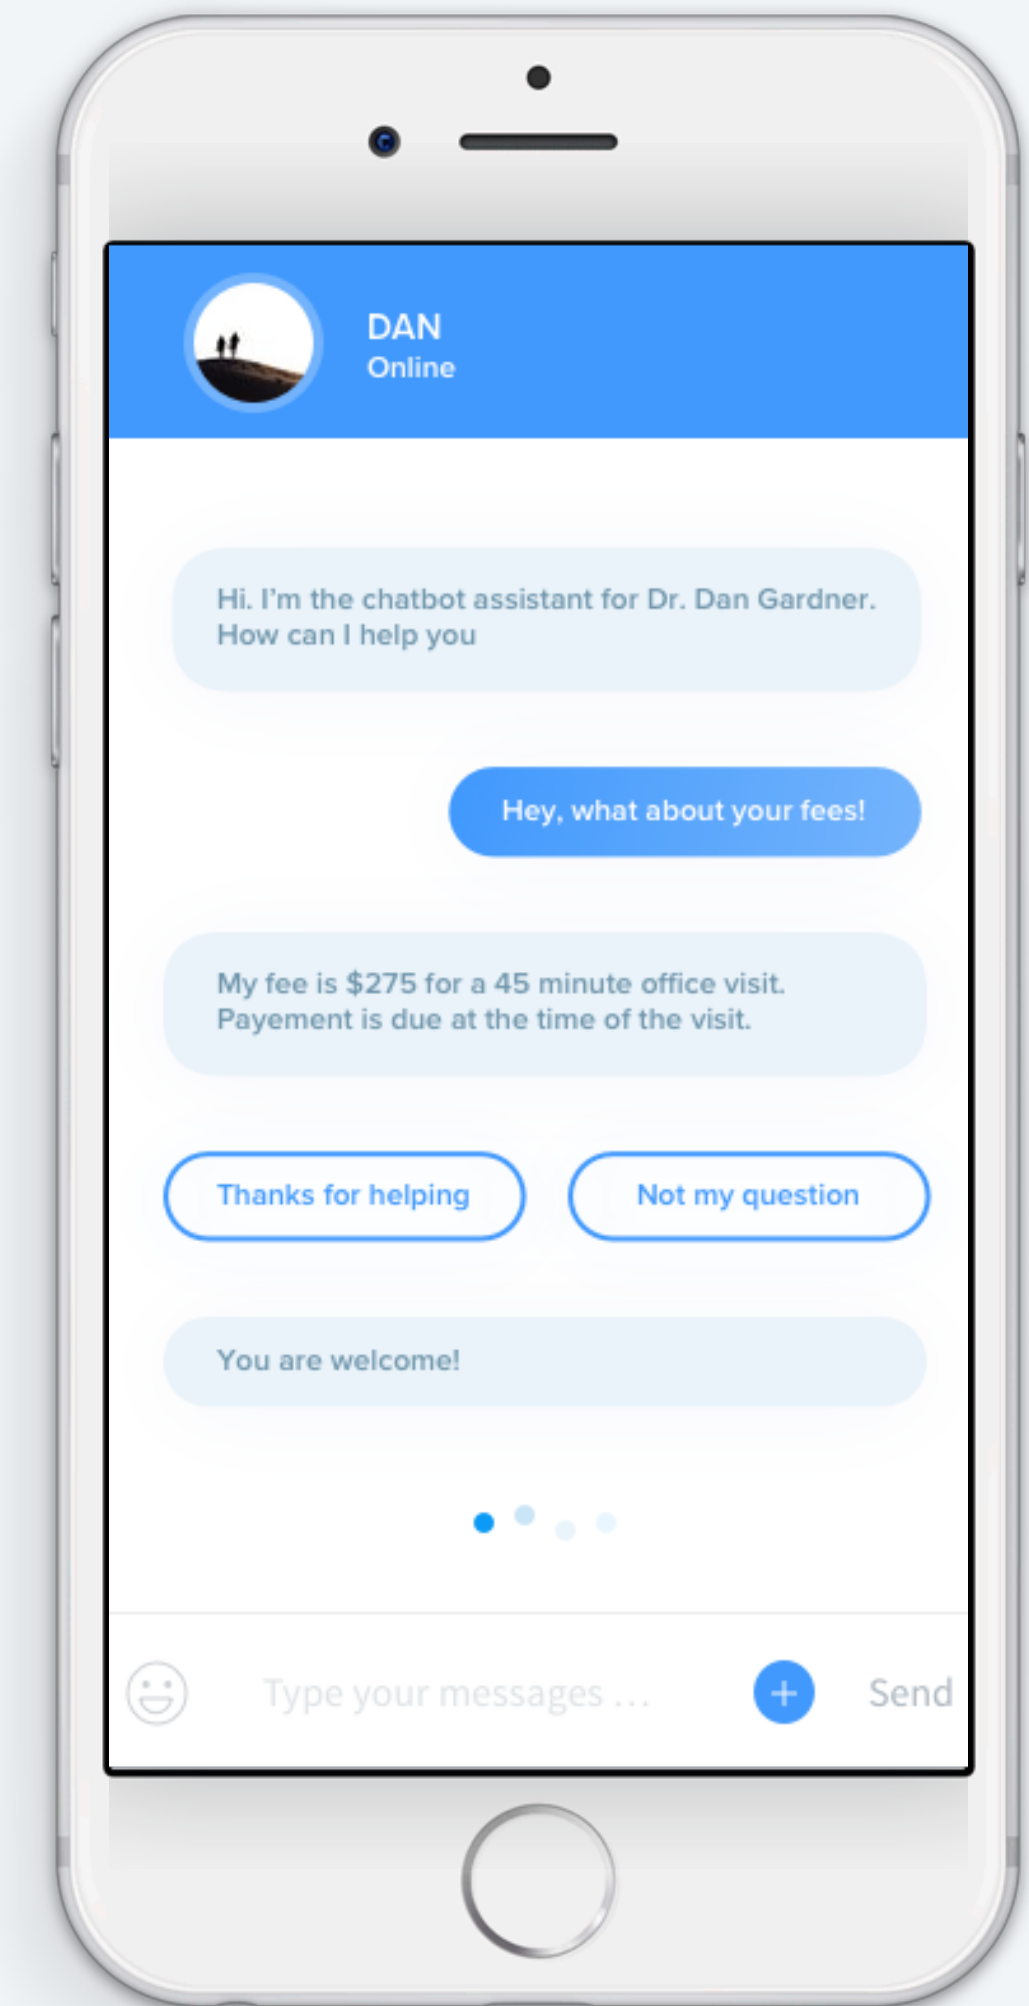 DAN
Online
Hi. I'm the chatbot assistant for Dr. Dan Gardner.
How can I help you
Hey, what about your fees!
My fee is $275 for a 45 minute office visit.
Payement is due at the time of the visit.
Thanks for helping
Not my question
You are welcome!
Type your messages ...
Send